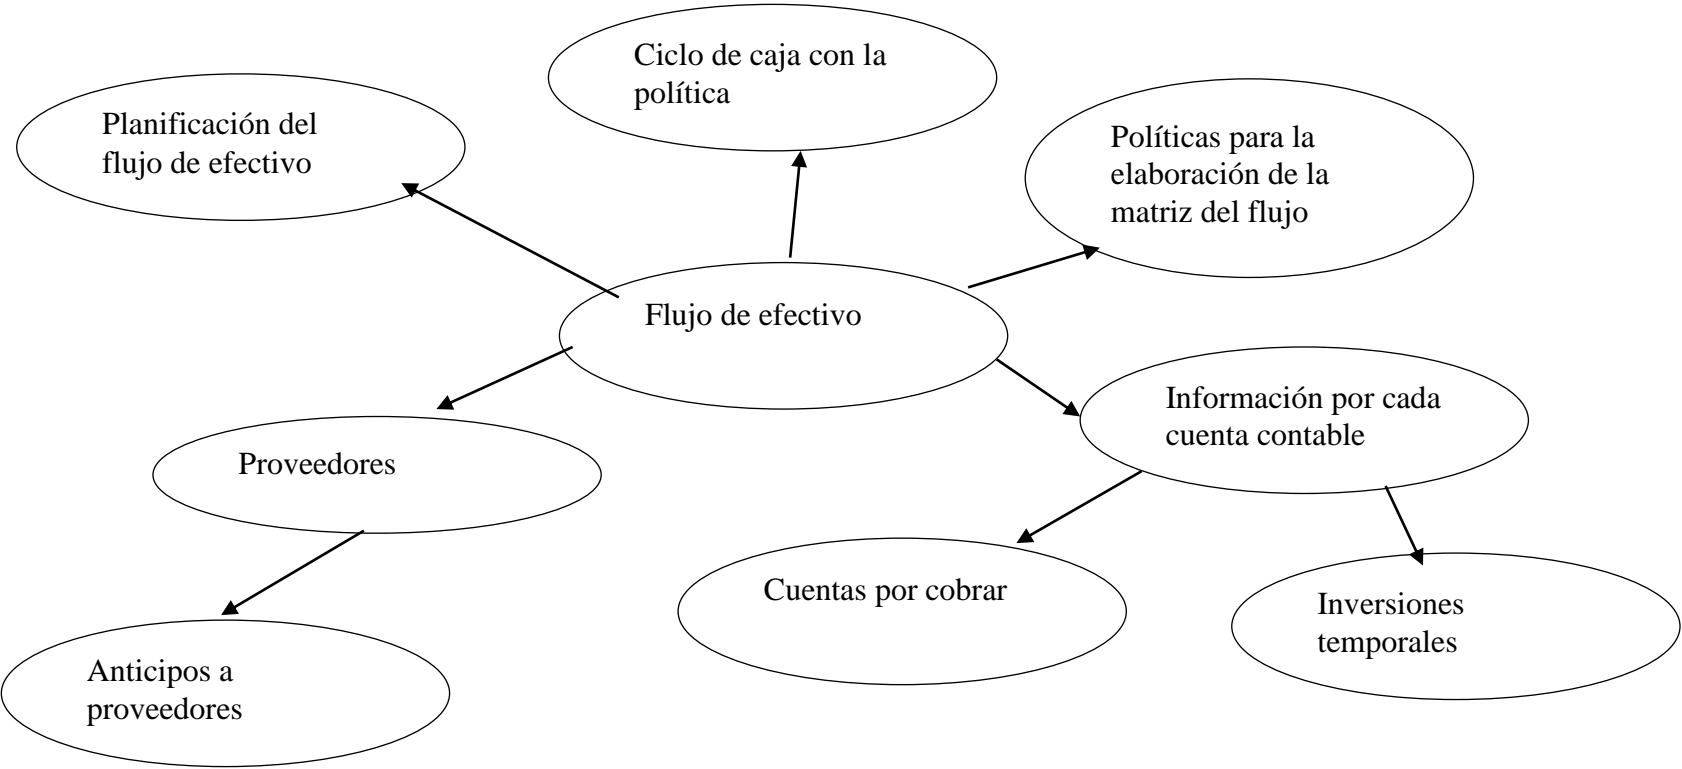 Ciclo de caja con la
política
Planificación del
flujo de efectivo
Políticas para la
elaboración de la
matriz del flujo
Flujo de efectivo
Información por cada
cuenta contable
Proveedores
Cuentas por cobrar
Inversiones
temporales
Anticipos a
proveedores